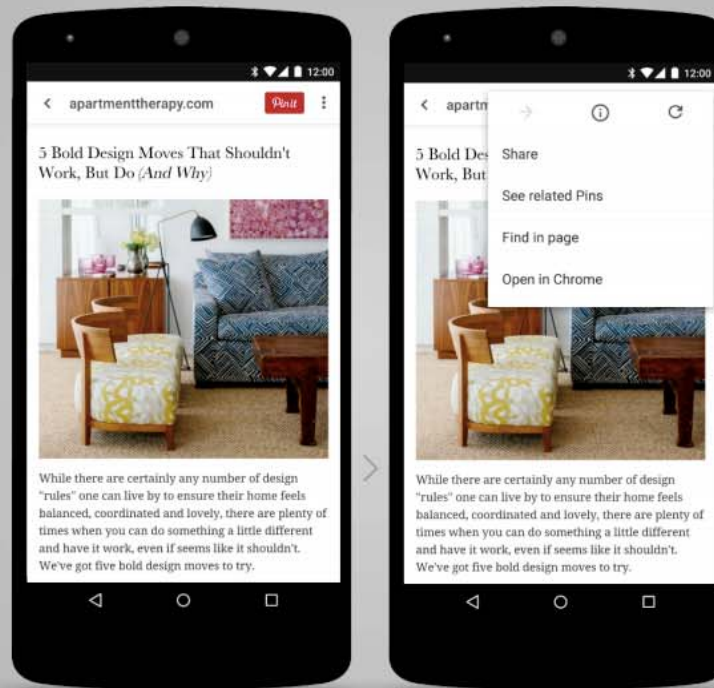 12:00
apartmenttherapy.com
Pin it
5 Bold Design Moves That Shouldn't
Work, But Do (And Why)
While there are certainly any number of design
"rules" one can live by to ensure their home feels
balanced, coordinated and lovely, there are plenty of
times when you can do something a little different
and have it work, even if seems like it shouldn't.
We've got five bold design moves to try.
12:00
apartm
5 Bold Des
Work, But
Share
See related Pins
Find in page
Open in Chrome
While there are certainly any number of design
"rules" one can live by to ensure their home feels
balanced, coordinated and lovely, there are plenty of
times when you can do something a little different
and have it work, even if seems like it shouldn't.
We've got five bold design moves to try.